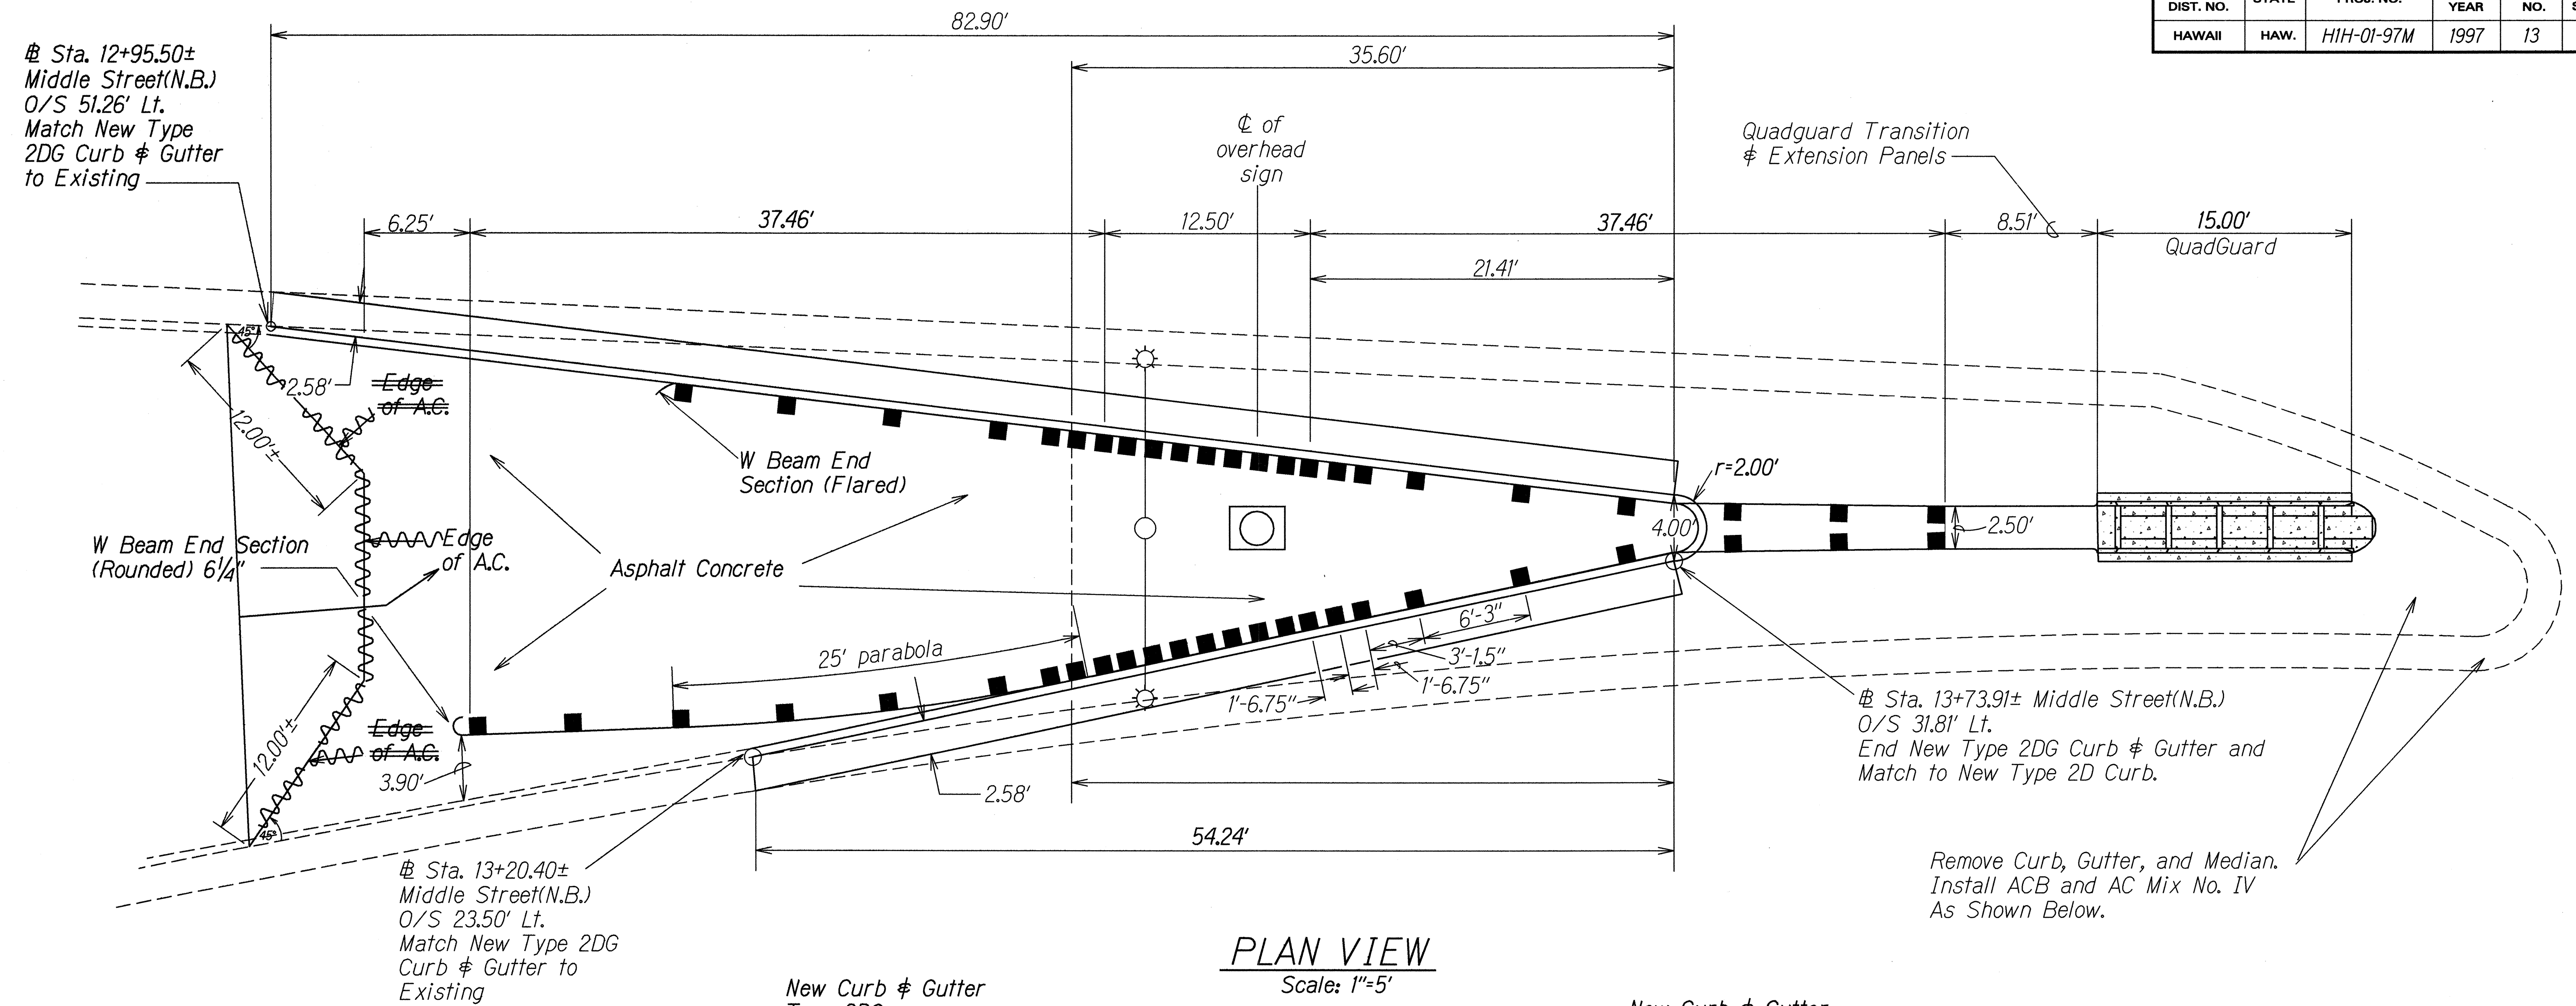 DIST. NO.
STATE
PROJ. NO.
YEAR
NO.
HAWAII
HAW.
H1H-01-97M
1997
13
82.90'
35.60'
℄ of
overhead
sign
Quadguard Transition
& Extension Panels
B Sta. 12+95.50±
Middle Street(N.B.)
O/S 51.26' Lt.
Match New Type
2DG Curb & Gutter
to Existing
6.25'
37.46'
12.50'
37.46'
8.51'
15.00'
QuadGuard
21.41'
45°
2.58'
Edge
of A.C.
12.00'±
W Beam End
Section (Flared)
r=2.00'
4.00'
2.50'
Edge
of A.C.
W Beam End Section
(Rounded) 6¼"
Asphalt Concrete
25' parabola
6'-3"
3'-1.5"
1'-6.75"
1'-6.75"
Edge
of A.C.
12.00'±
3.90'
45°
2.58'
54.24'
B Sta. 13+73.91± Middle Street(N.B.)
O/S 31.81' Lt.
End New Type 2DG Curb & Gutter and
Match to New Type 2D Curb.
B Sta. 13+20.40±
Middle Street(N.B.)
O/S 23.50' Lt.
Match New Type 2DG
Curb & Gutter to
Existing
Remove Curb, Gutter, and Median.
Install ACB and AC Mix No. IV
As Shown Below.
PLAN VIEW
Scale: 1"=5'
New Curb & Gutter
New Curb & Gutter